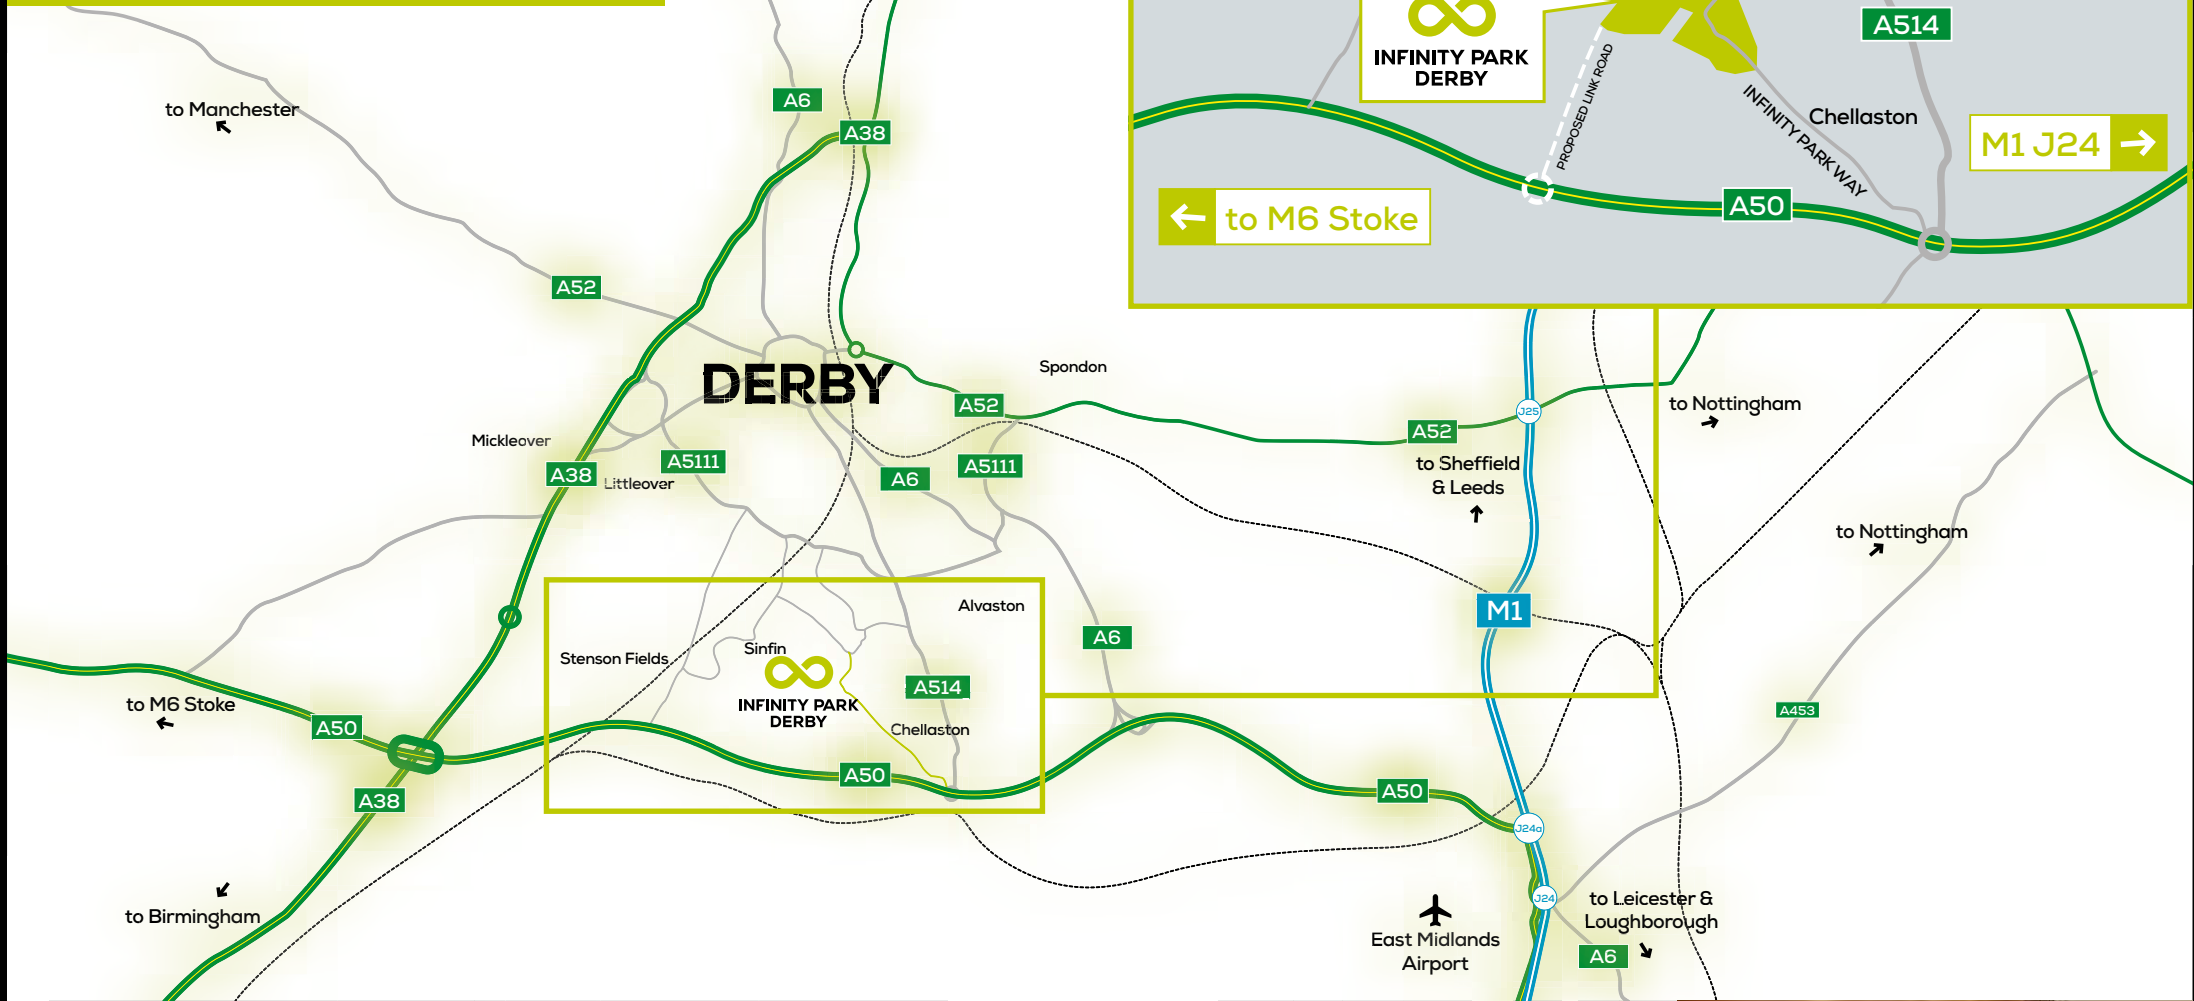 INFINITY PARK
DERBY
A514
PROPOSED LINK ROAD
INFINITY PARK WAY
Chellaston
M1 J24
to M6 Stoke
A50
to Manchester
A6
A38
A52
DERBY
Spondon
A52
A52
J25
to Nottingham
Mickleover
A38
Littleover
A5111
A6
A5111
to Sheffield
& Leeds
to Nottingham
M1
Alvaston
A6
Stenson Fields
Sinfin
INFINITY PARK
DERBY
A514
Chellaston
A453
to M6 Stoke
A50
A50
A50
A38
J24a
J24
to Birmingham
East Midlands
Airport
to Leicester &
Loughborough
A6